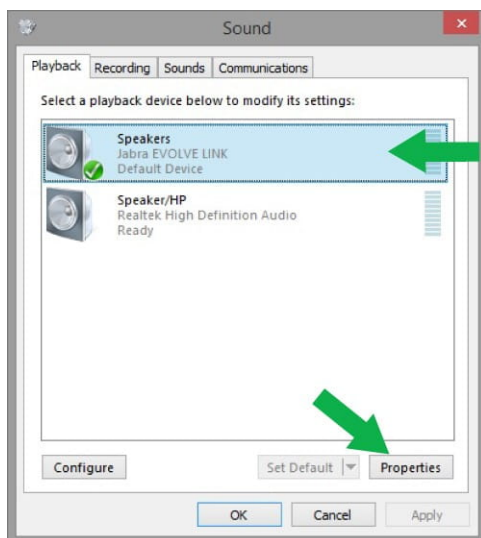 Sound
Playback Recording Sounds Communications
Select a playback device below to modify its settings:
Speakers
Jabra EVOLVE LINK
Default Device
Speaker/HP
Realtek High Definition Audio
Ready
Configure Set Default Properties
OK Cancel Apply